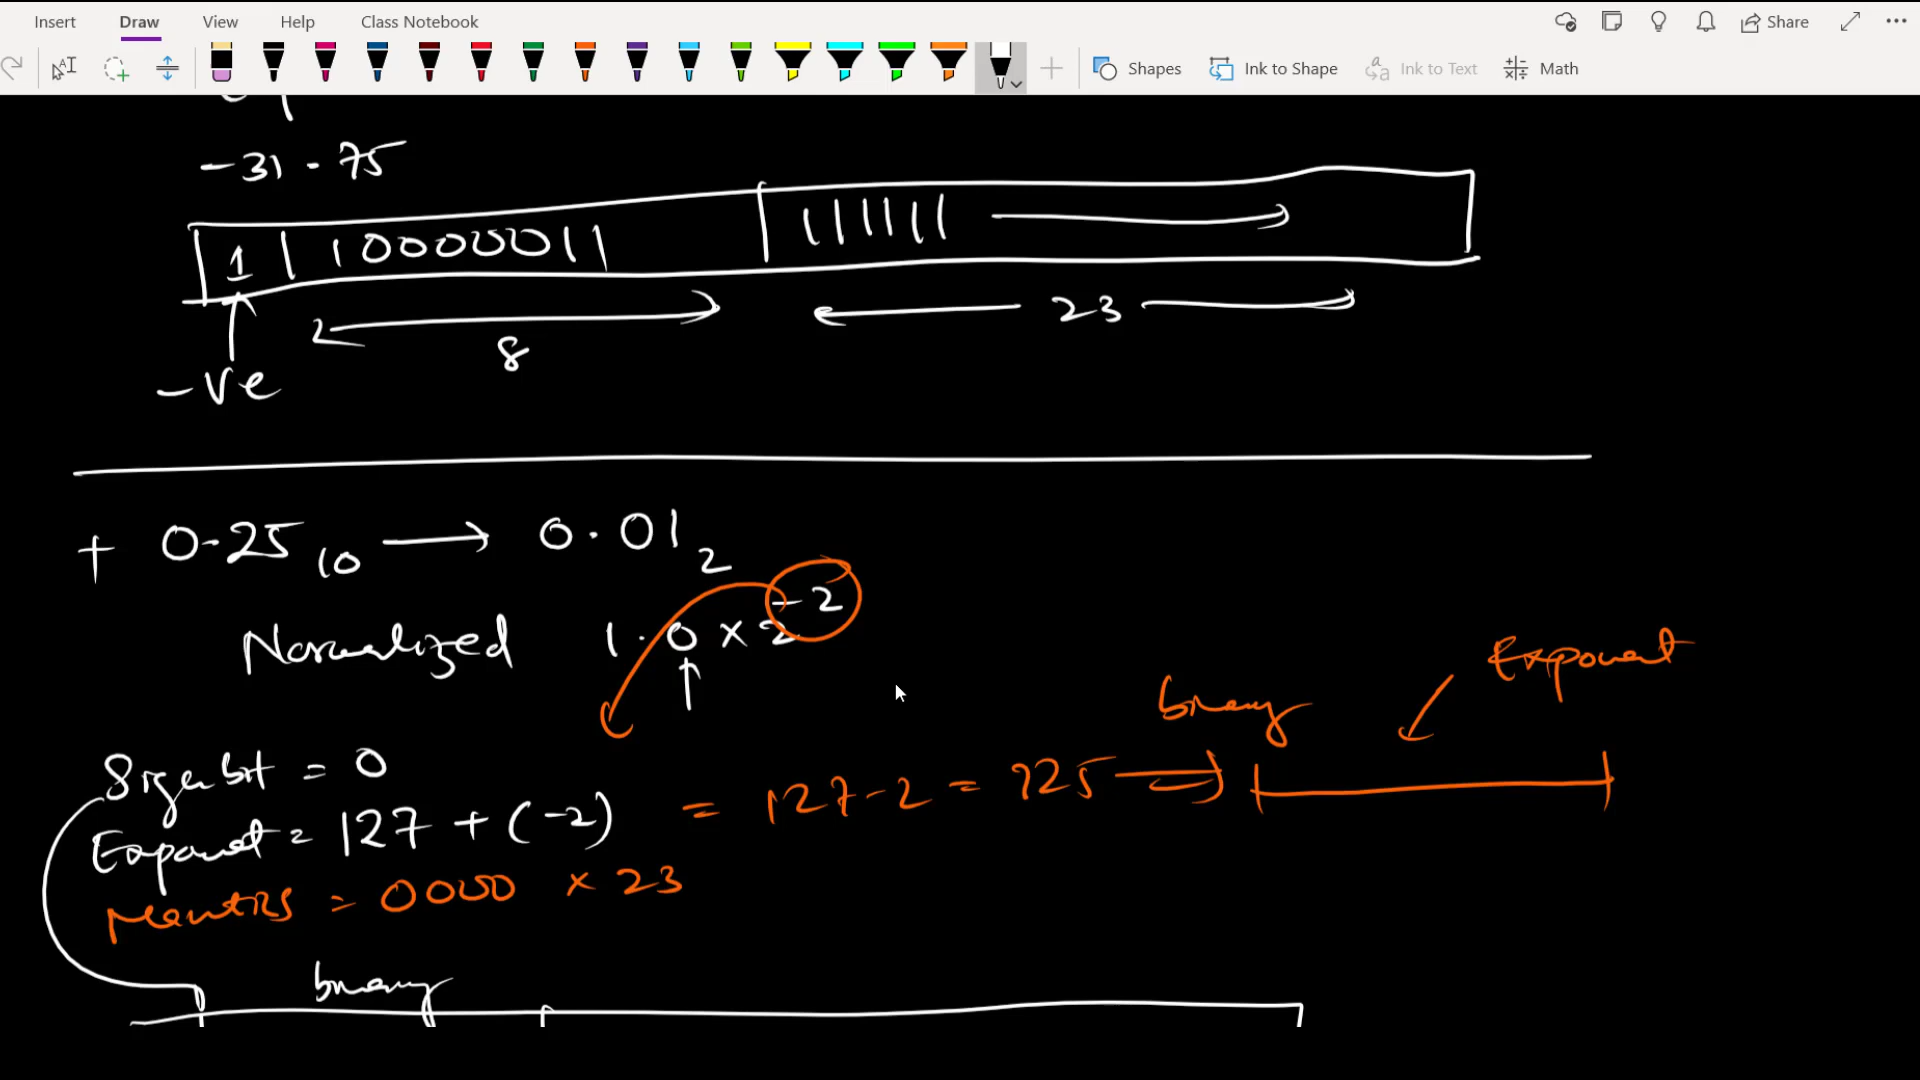 Insert Draw View Help Class Notebook Share
Shapes Ink to Shape Ink to Text Math
-31.75
1 10000011 111111
8 23
-ve
+ 0.25 10 → 0.01 2
Normalized 1.0 x 2 -2
Exponent
binary
Sign bit = 0
Exponent = 127 + (-2) = 127-2 = 125
Mantiss = 0000 x 23
binary